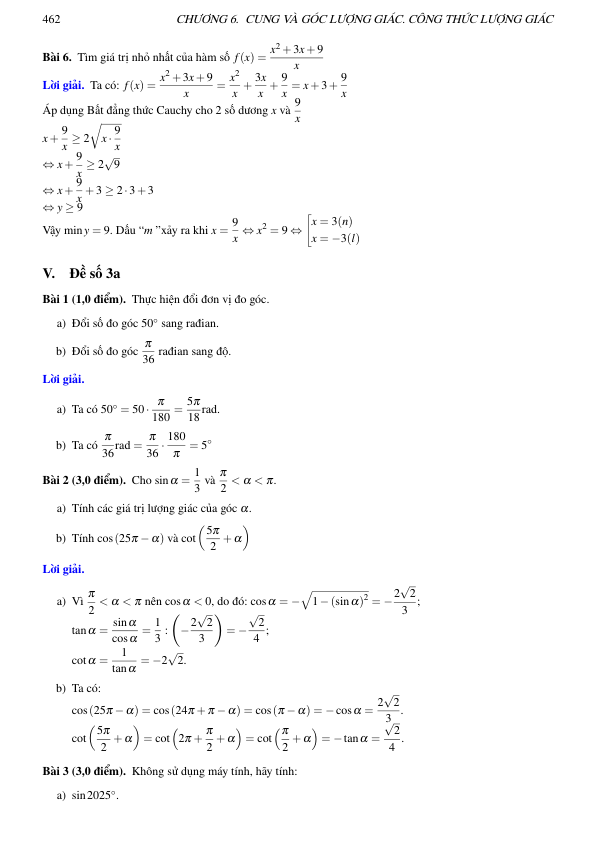 462 CHƯƠNG 6. CUNG VÀ GÓC LƯỢNG GIÁC. CÔNG THỨC LƯỢNG GIÁC
Bài 6. Tìm giá trị nhỏ nhất của hàm số $f(x) = \frac{x^2+3x+9}{x}$
Lời giải. Ta có: $f(x) = \frac{x^2+3x+9}{x} = \frac{x^2}{x} + \frac{3x}{x} + \frac{9}{x} = x+3+\frac{9}{x}$
Áp dụng Bất đẳng thức Cauchy cho 2 số dương $x$ và $\frac{9}{x}$
$x + \frac{9}{x} \geq 2\sqrt{x \cdot \frac{9}{x}}$
$\Leftrightarrow x + \frac{9}{x} \geq 2\sqrt{9}$
$\Leftrightarrow x + \frac{9}{x} + 3 \geq 2 \cdot 3 + 3$
$\Leftrightarrow y \geq 9$
Vậy $\min y = 9$. Dấu “m ”xảy ra khi $x = \frac{9}{x} \Leftrightarrow x^2 = 9 \Leftrightarrow \left[\begin{array}{l} x = 3(n) \\ x = -3(l) \end{array}\right.$
V. Đề số 3a
Bài 1 (1,0 điểm). Thực hiện đổi đơn vị đo góc.
a) Đổi số đo góc $50^\circ$ sang rađian.
b) Đổi số đo góc $\frac{\pi}{36}$ rađian sang độ.
Lời giải.
a) Ta có $50^\circ = 50 \cdot \frac{\pi}{180} = \frac{5\pi}{18}$rad.
b) Ta có $\frac{\pi}{36}$rad $= \frac{\pi}{36} \cdot \frac{180}{\pi} = 5^\circ$
Bài 2 (3,0 điểm). Cho $\sin\alpha = \frac{1}{3}$ và $\frac{\pi}{2} < \alpha < \pi$.
a) Tính các giá trị lượng giác của góc $\alpha$.
b) Tính $\cos(25\pi - \alpha)$ và $\cot\left(\frac{5\pi}{2} + \alpha\right)$
Lời giải.
a) Vì $\frac{\pi}{2} < \alpha < \pi$ nên $\cos\alpha < 0$, do đó: $\cos\alpha = -\sqrt{1 - (\sin\alpha)^2} = -\frac{2\sqrt{2}}{3}$;
$\tan\alpha = \frac{\sin\alpha}{\cos\alpha} = \frac{1}{3} : \left(-\frac{2\sqrt{2}}{3}\right) = -\frac{\sqrt{2}}{4}$;
$\cot\alpha = \frac{1}{\tan\alpha} = -2\sqrt{2}$.
b) Ta có:
$\cos(25\pi - \alpha) = \cos(24\pi + \pi - \alpha) = \cos(\pi - \alpha) = -\cos\alpha = \frac{2\sqrt{2}}{3}$.
$\cot\left(\frac{5\pi}{2} + \alpha\right) = \cot\left(2\pi + \frac{\pi}{2} + \alpha\right) = \cot\left(\frac{\pi}{2} + \alpha\right) = -\tan\alpha = \frac{\sqrt{2}}{4}$.
Bài 3 (3,0 điểm). Không sử dụng máy tính, hãy tính:
a) $\sin 2025^\circ$.